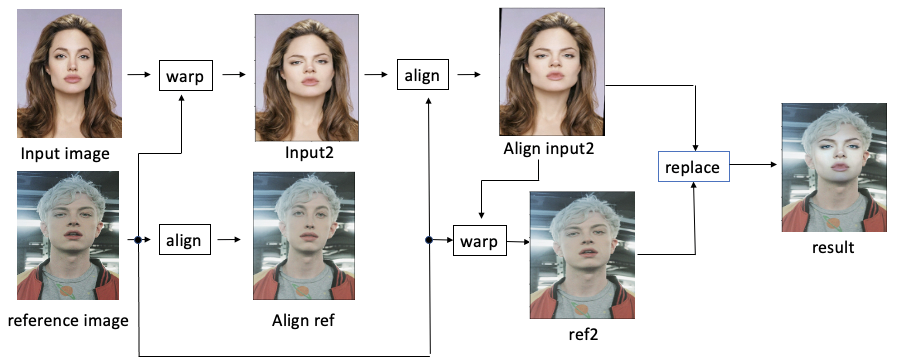 warp
align
Input image
Input2
Align input2
replace
align
warp
result
reference image
Align ref
ref2